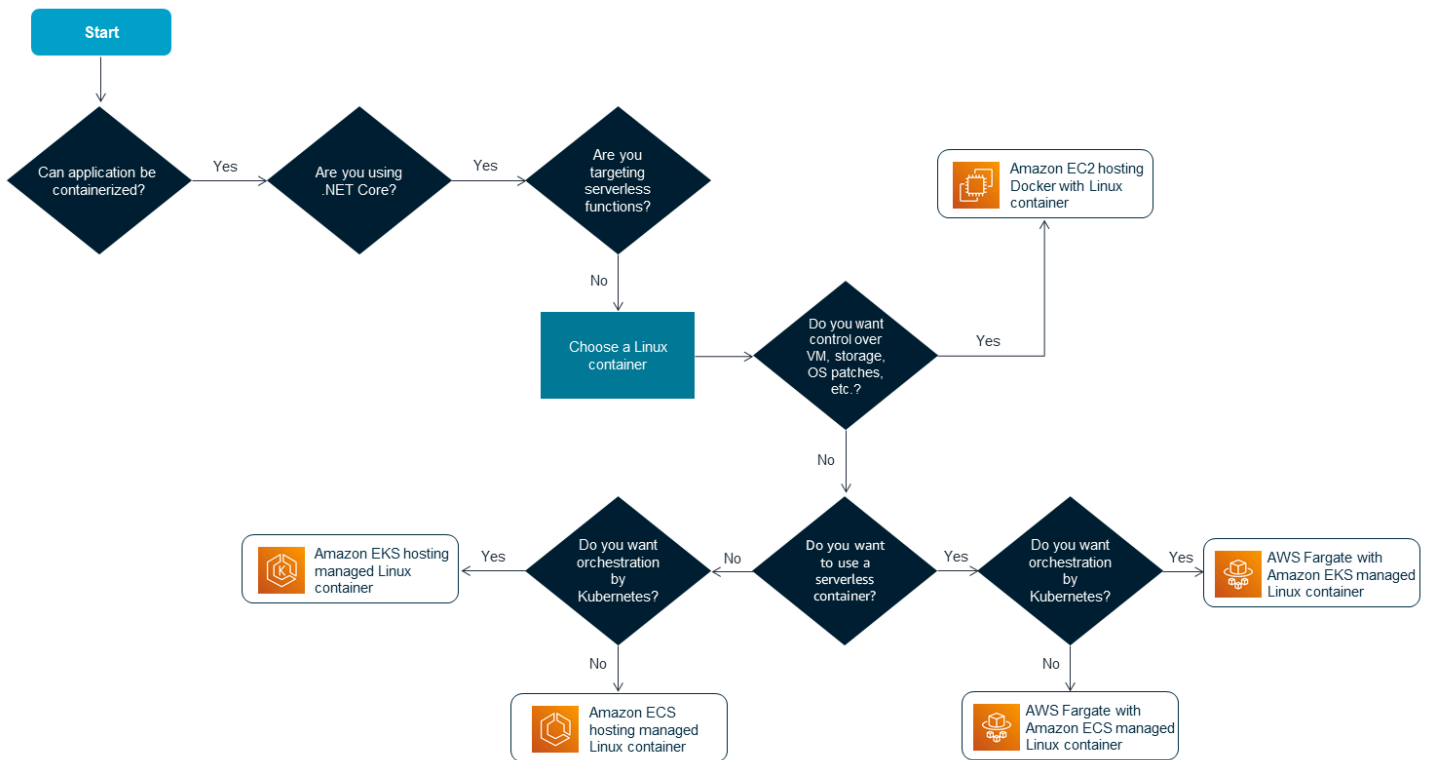 Start
Can application be
containerized?
Yes
Are you using
.NET Core?
Yes
Are you
targeting
serverless
functions?
No
Choose a Linux
container
Do you want
control over
VM, storage,
OS patches,
etc.?
Yes
Amazon EC2 hosting
Docker with Linux
container
No
Do you want
to use a
serverless
container?
No
Do you want
orchestration
by
Kubernetes?
Yes
Amazon EKS hosting
managed Linux
container
No
Amazon ECS
hosting managed
Linux container
Yes
Do you want
orchestration
by
Kubernetes?
Yes
AWS Fargate with
Amazon EKS managed
Linux container
No
AWS Fargate with
Amazon ECS managed
Linux container
K